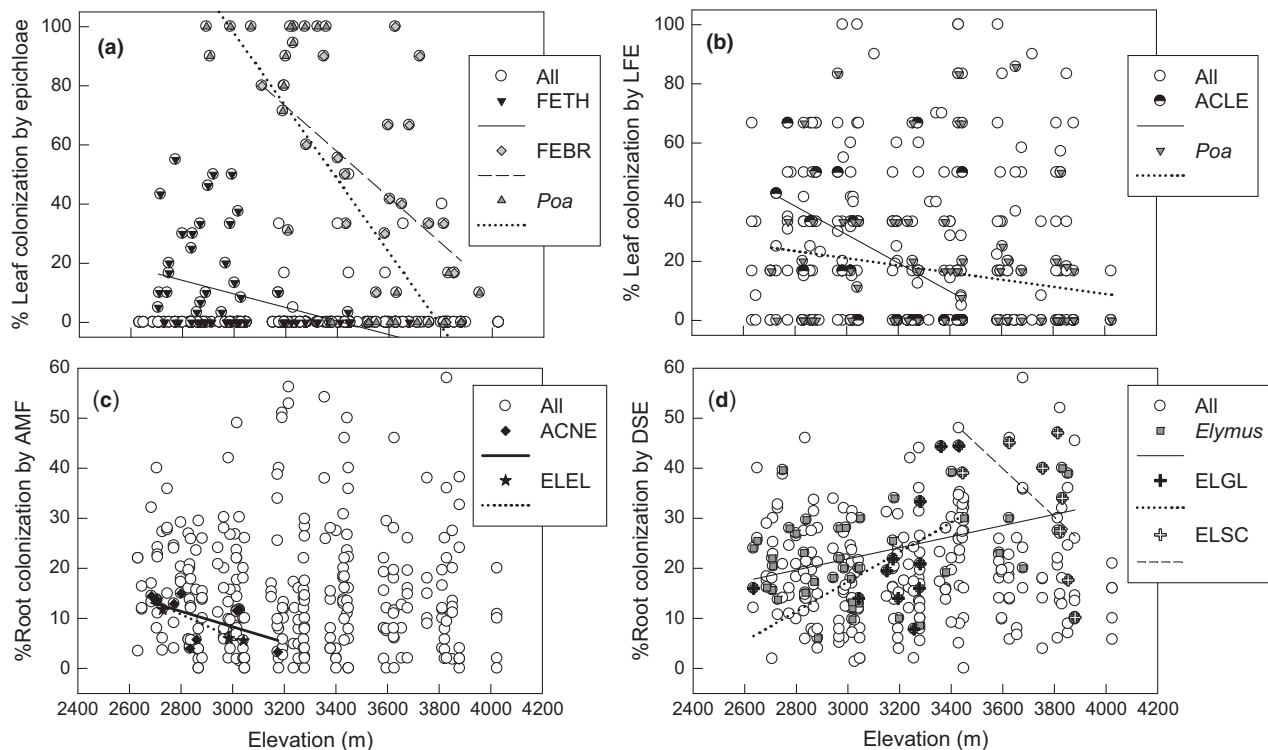 (a)
% Leaf colonization by epichloae
100
80
60
40
20
0
All
FETH
FEBR
Poa
(b)
% Leaf colonization by LFE
100
80
60
40
20
0
All
ACLE
Poa
(c)
%Root colonization by AMF
60
50
40
30
20
10
0
All
ACNE
ELEL
2400 2600 2800 3000 3200 3400 3600 3800 4000 4200
Elevation (m)
(d)
%Root colonization by DSE
60
50
40
30
20
10
0
All
Elymus
ELGL
ELSC
2400 2600 2800 3000 3200 3400 3600 3800 4000 4200
Elevation (m)